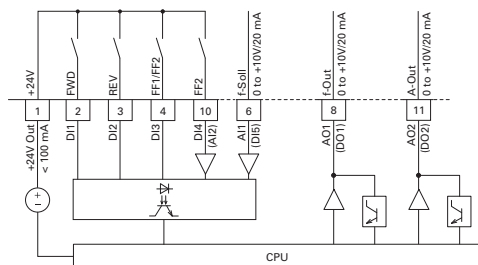 +24V
FWD
REV
FF1/FF2
FF2
f-Soll
0 to +10V/20 mA
f-Out
0 to +10V/20 mA
A-Out
0 to +10V/20 mA
1
2
3
4
10
6
8
11
+24V Out
< 100 mA
DI1
DI2
DI3
DI4
(AI2)
AI1
(DI5)
AO1
(DO1)
AO2
(DO2)
+
−
CPU